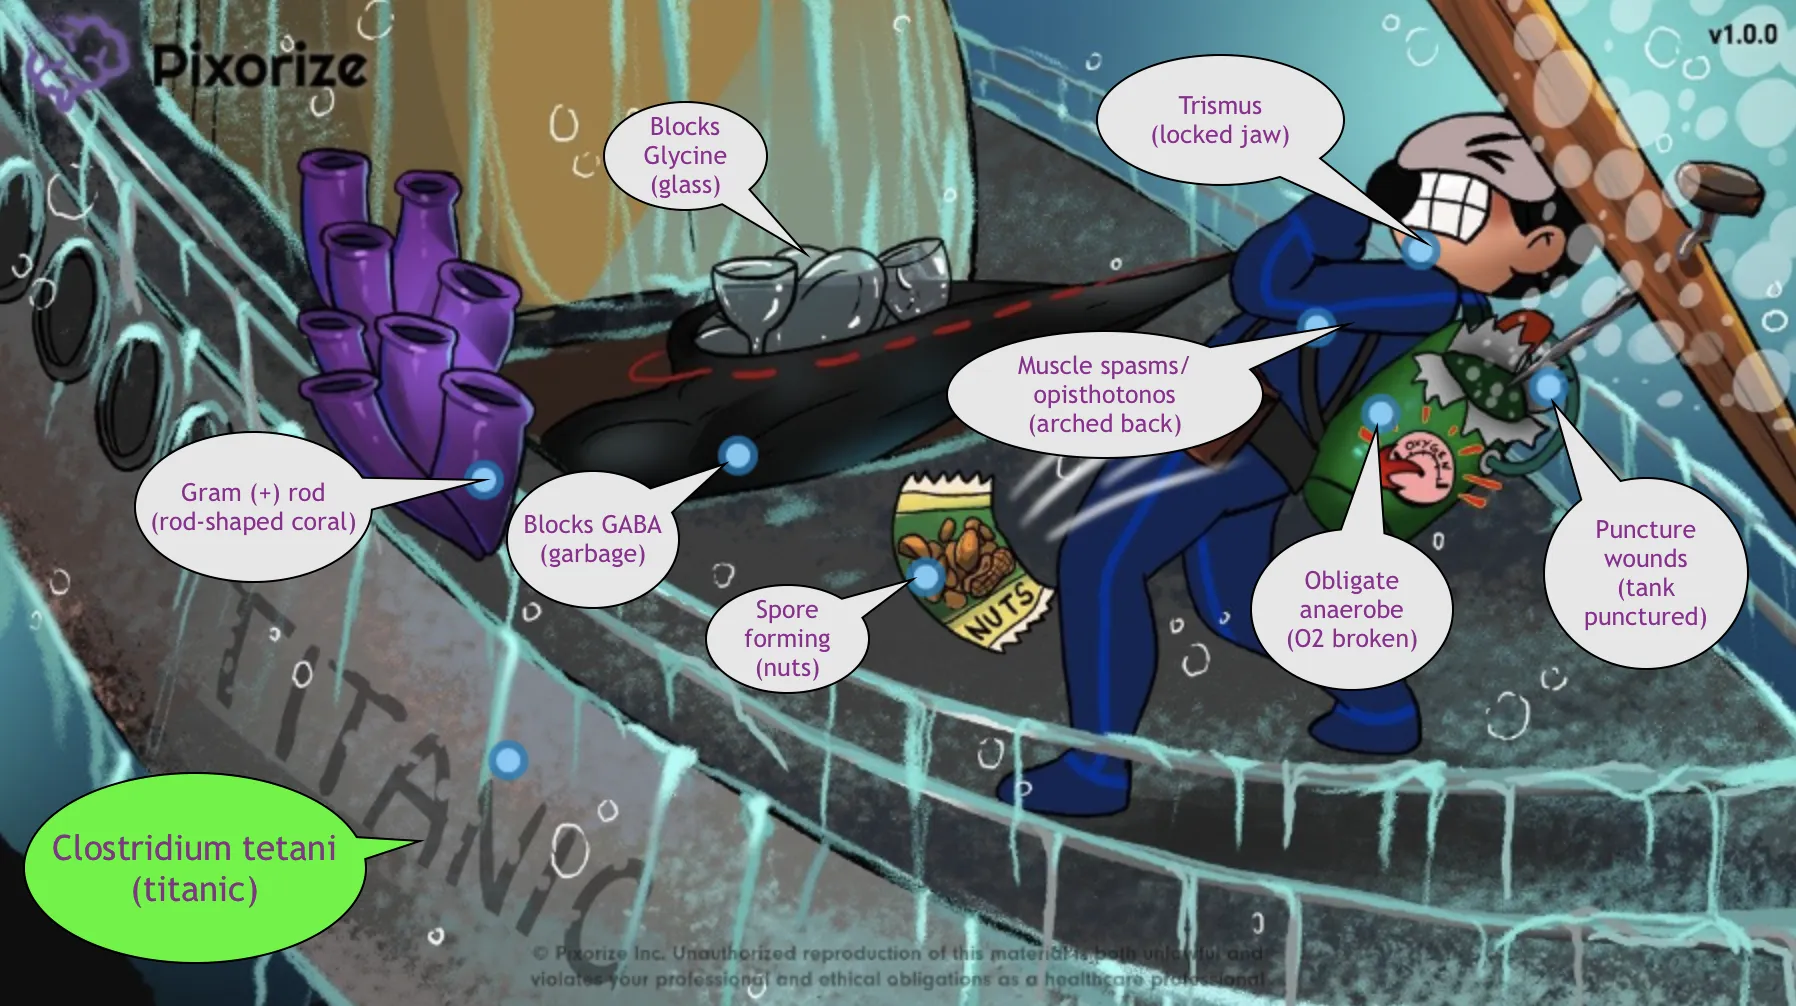 Pixorize
v1.0.0
Blocks
Glycine
(glass)
Trismus
(locked jaw)
Muscle spasms/
opisthotonos
(arched back)
Gram (+) rod
(rod-shaped coral)
Blocks GABA
(garbage)
OXYGEN
Puncture
wounds
(tank
punctured)
Obligate
anaerobe
(O2 broken)
Spore
forming
(nuts)
NUTS
TITANIC
Clostridium tetani
(titanic)
© Pixorize Inc. Unauthorized reproduction of this material is both unlawful and
violates your professional and ethical obligations as a healthcare professional